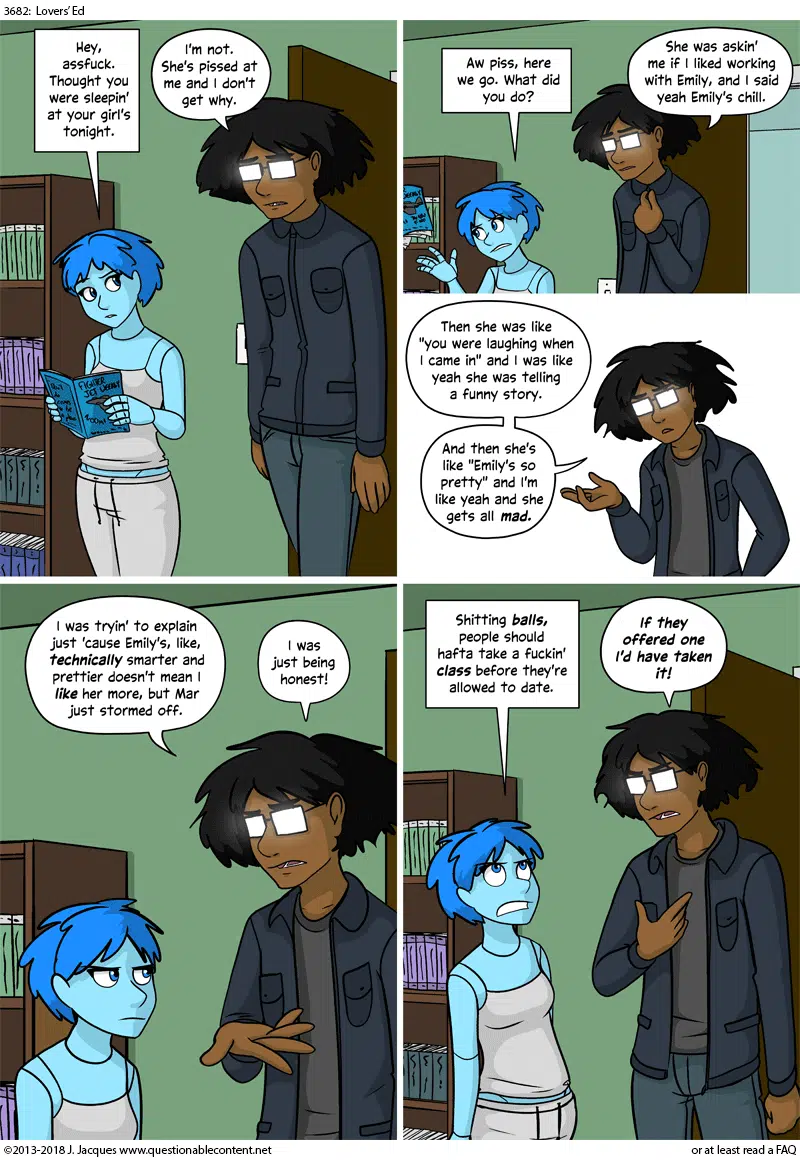 3682: Lovers' Ed
Hey,
assfuck.
Thought you
were sleepin'
at your girl's
tonight.
I'm not.
She's pissed at
me and I don't
get why.
FIGHTER
JET WEEKLY
Aw piss, here
we go. What did
you do?
She was askin'
me if I liked working
with Emily, and I said
yeah Emily's chill.
Then she was like
"you were laughing when
I came in" and I was like
yeah she was telling
a funny story.
And then she's
like "Emily's so
pretty" and I'm
like yeah and she
gets all mad.
I was tryin' to explain
just 'cause Emily's, like,
technically smarter and
prettier doesn't mean I
like her more, but Mar
just stormed off.
I was
just being
honest!
Shitting balls,
people should
hafta take a fuckin'
class before they're
allowed to date.
If they
offered one
I'd have taken
it!
©2013-2018 J. Jacques www.questionablecontent.net
or at least read a FAQ